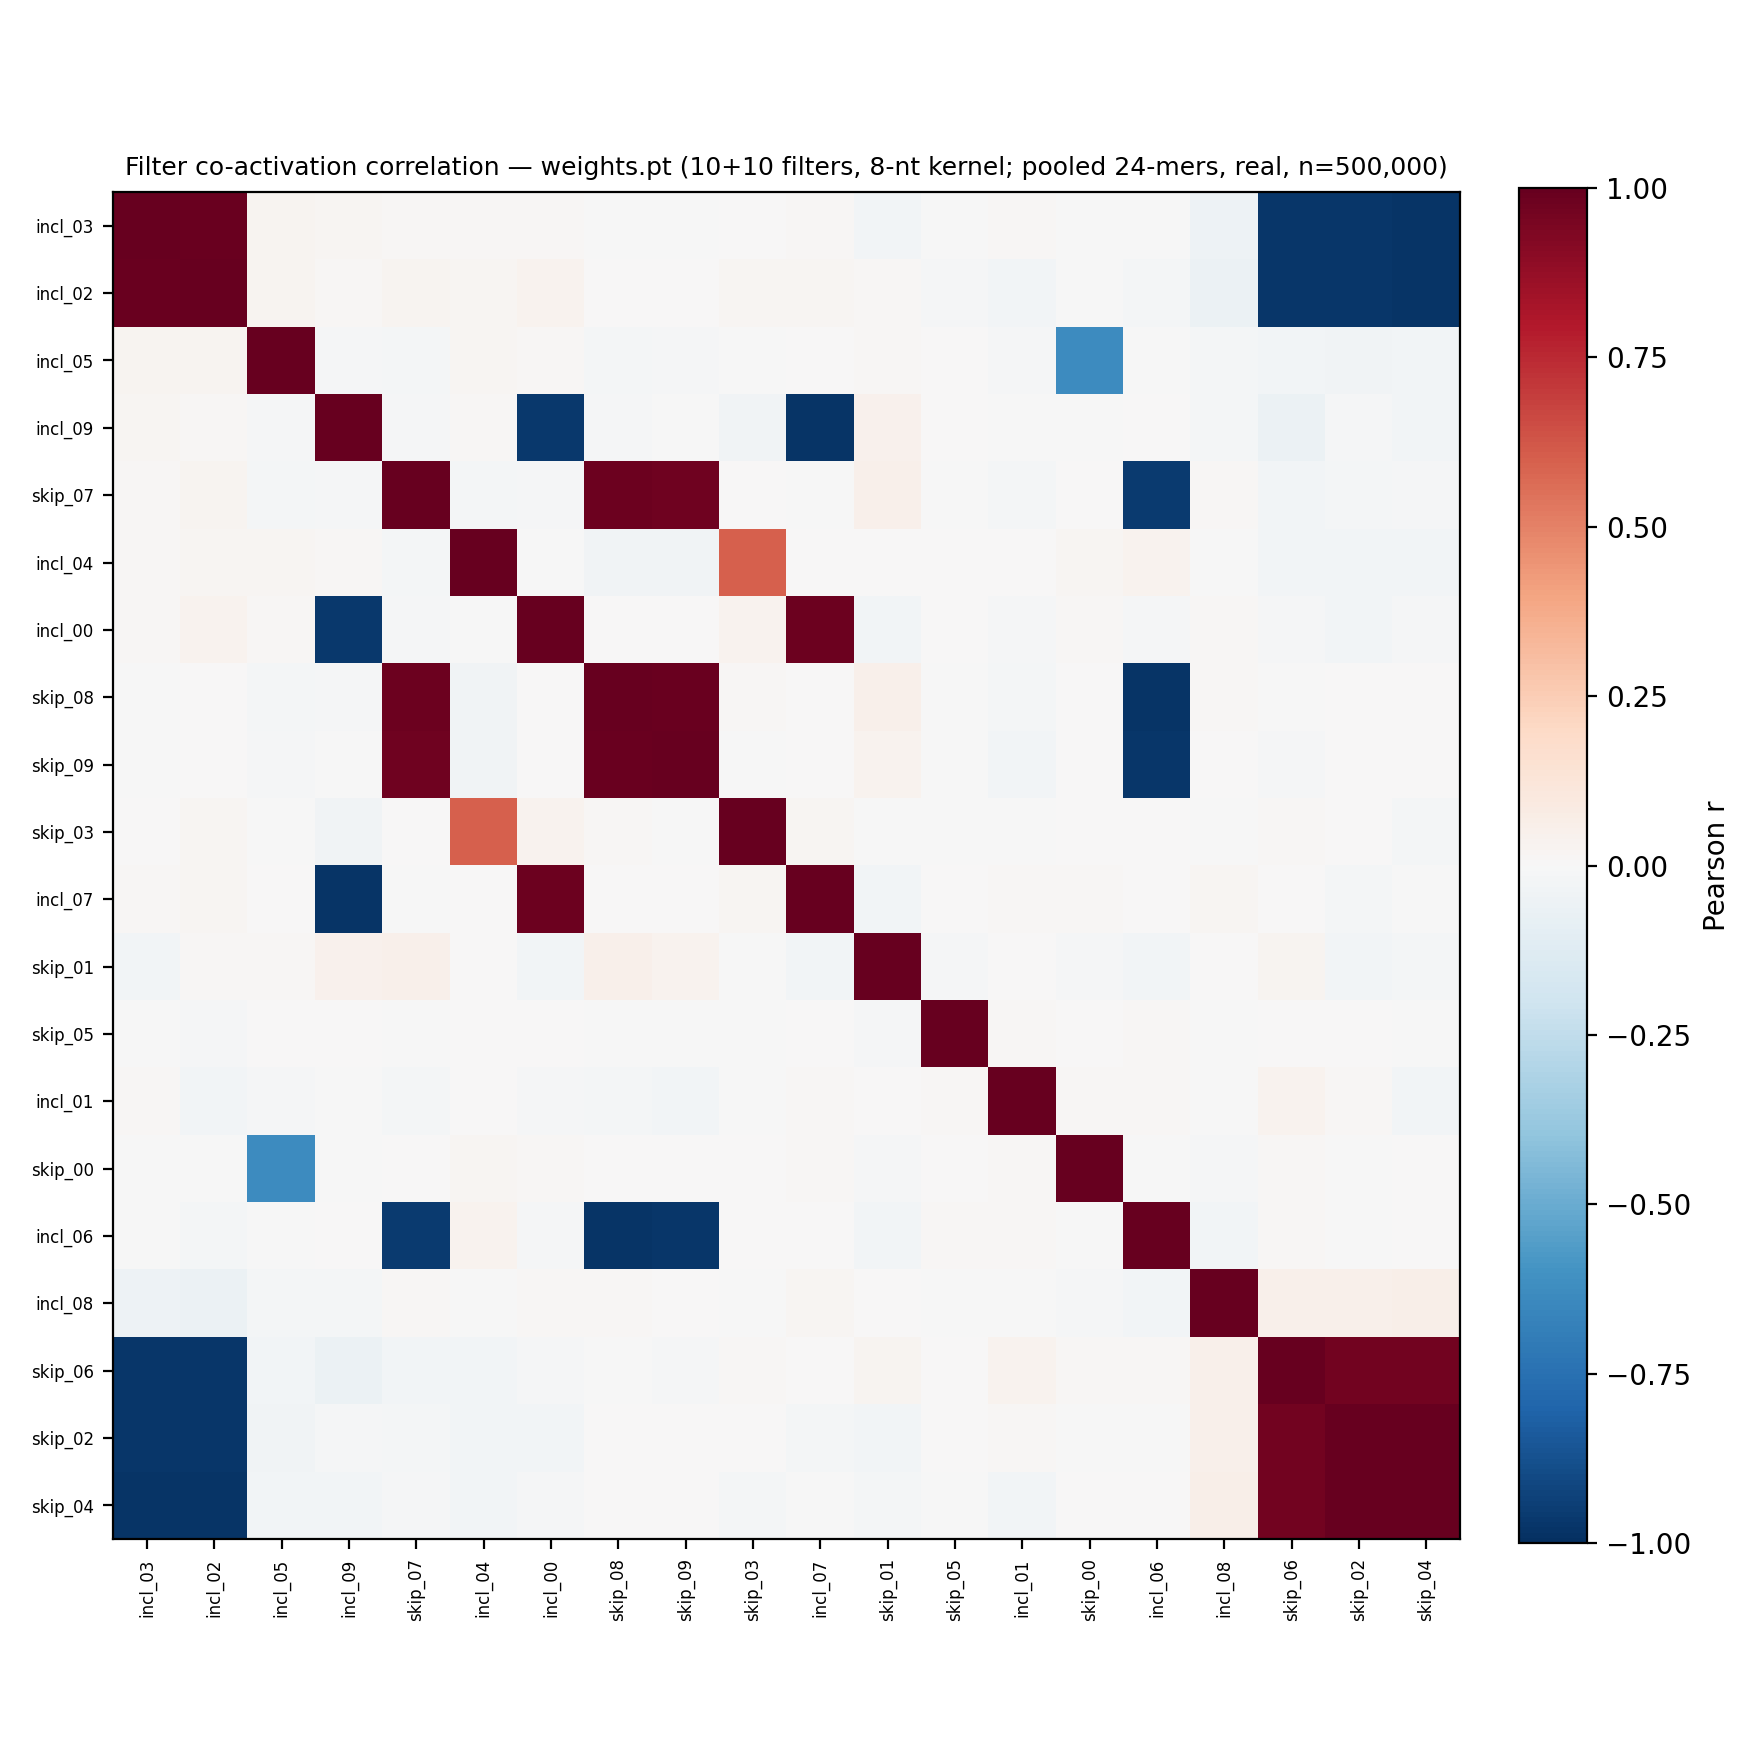 Filter co-activation correlation — weights.pt (10+10 filters, 8-nt kernel; pooled 24-mers, real, n=500,000)
incl_03
incl_02
incl_05
incl_09
skip_07
incl_04
incl_00
skip_08
skip_09
skip_03
incl_07
skip_01
skip_05
incl_01
skip_00
incl_06
incl_08
skip_06
skip_02
skip_04
incl_03
incl_02
incl_05
incl_09
skip_07
incl_04
incl_00
skip_08
skip_09
skip_03
incl_07
skip_01
skip_05
incl_01
skip_00
incl_06
incl_08
skip_06
skip_02
skip_04
1.00
0.75
0.50
0.25
0.00
−0.25
−0.50
−0.75
−1.00
Pearson r